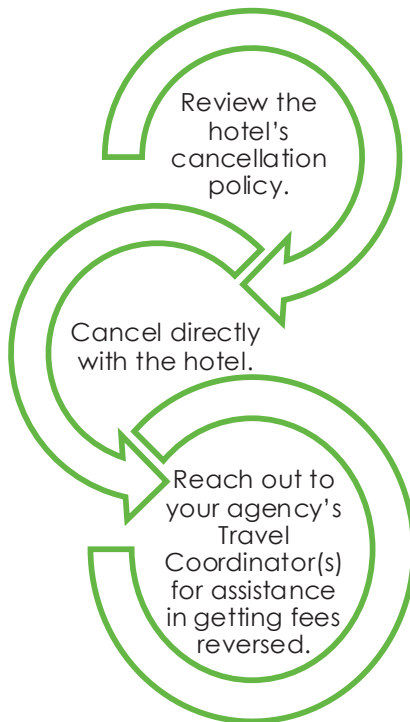 Review the
hotel's
cancellation
policy.
Cancel directly
with the hotel.
Reach out to
your agency's
Travel
Coordinator(s)
for assistance
in getting fees
reversed.